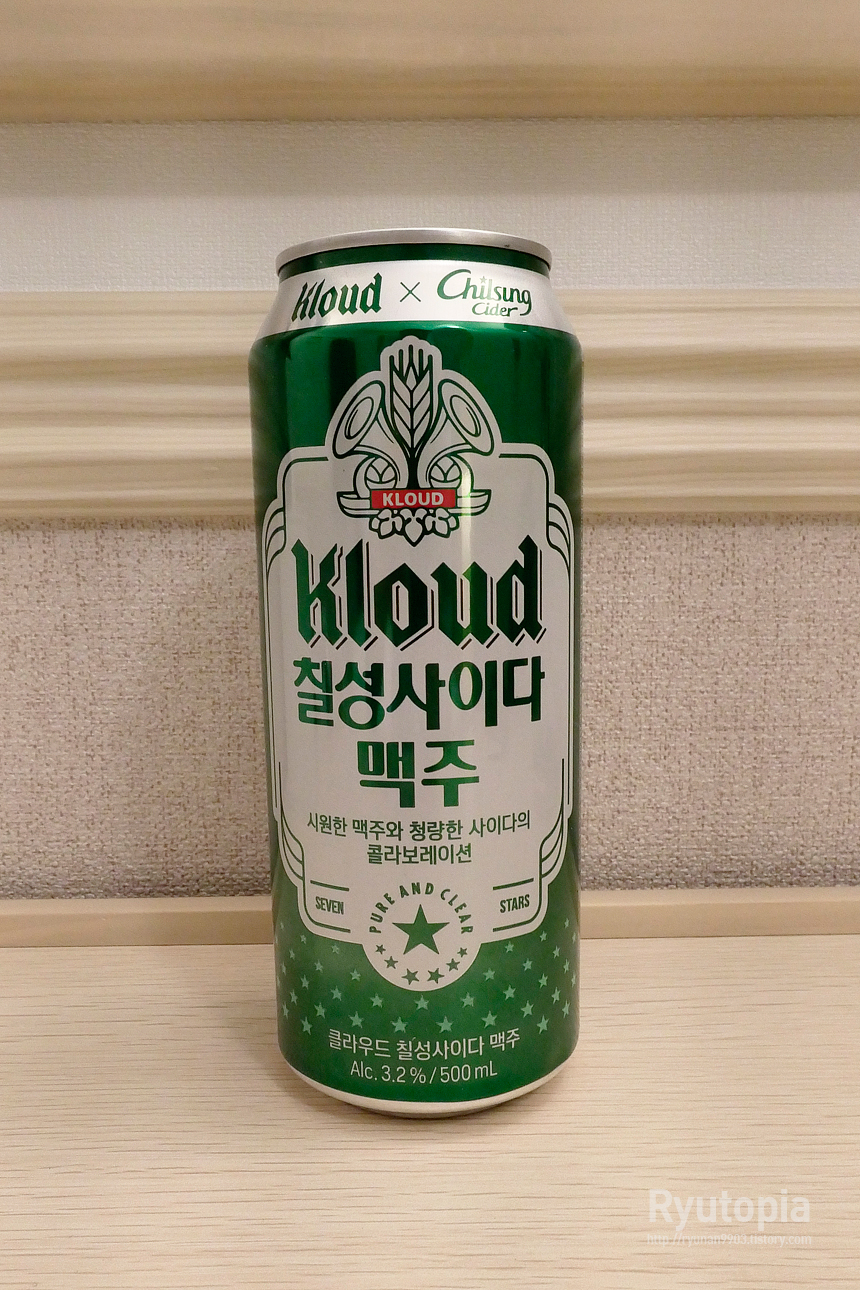 Kloud × Chilsung Cider
KLOUD
Kloud
칠성사이다
맥주
시원한 맥주와 청량한 사이다의
콜라보레이션
SEVEN PURE AND CLEAR STARS
클라우드 칠성사이다 맥주
Alc. 3.2 % / 500 mL
Ryutopia